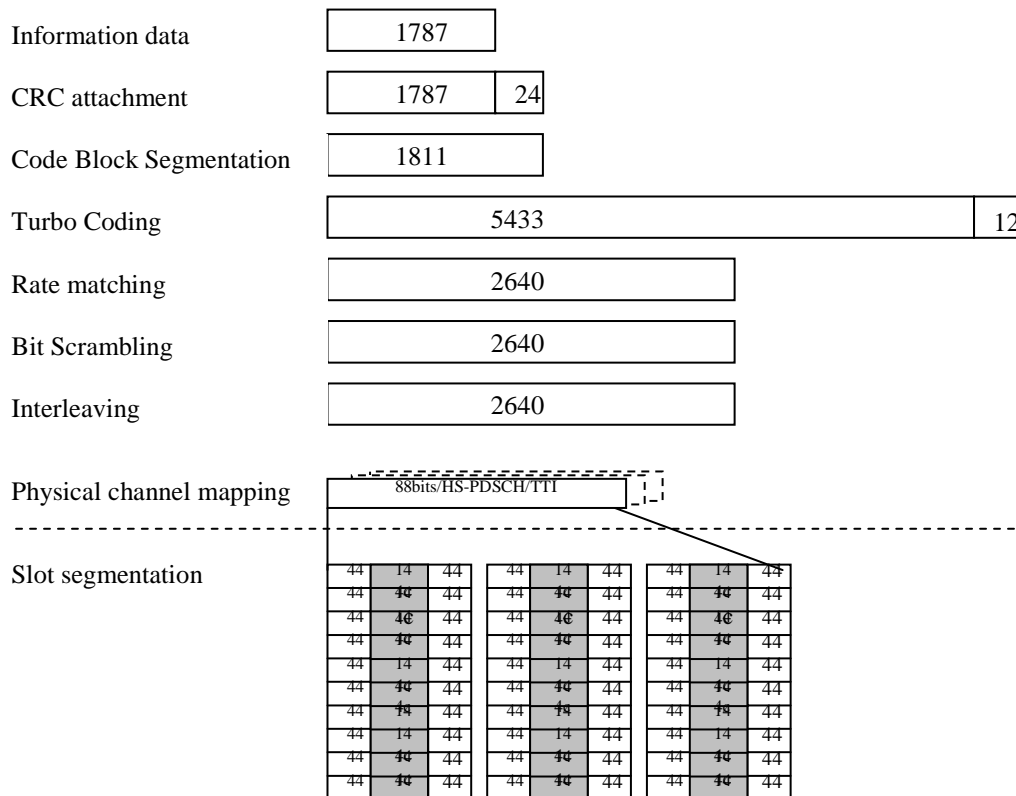 Information data 1787
CRC attachment 1787 24
Code Block Segmentation 1811
Turbo Coding 5433 12
Rate matching 2640
Bit Scrambling 2640
Interleaving 2640
Physical channel mapping 88bits/HS-PDSCH/TTI
Slot segmentation
44 14 44 44 14 44 44 14 44
44 44 44 44 44 44
44 44 44 44 44 44
44 44 44 44 44 44
44 14 44 44 14 44 44 14 44
44 44 44 44 44 44
44 14 44 44 14 44 44 14 44
44 14 44 44 14 44 44 14 44
44 44 44 44 44 44
44 44 44 44 44 44